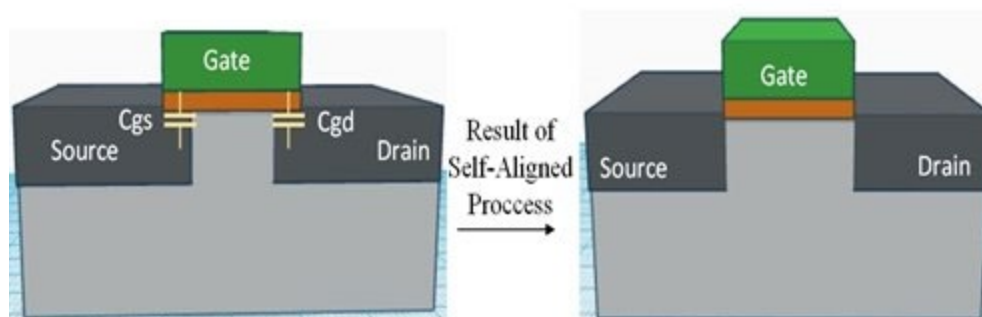 Gate
Cgs
Cgd
Source
Drain
Result of
Self-Aligned
Proccess
Gate
Source
Drain